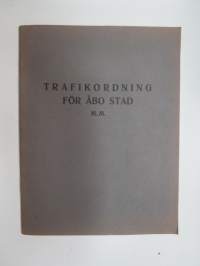 TRAFIKORDNING
FÖR ÅBO STAD
M.M.